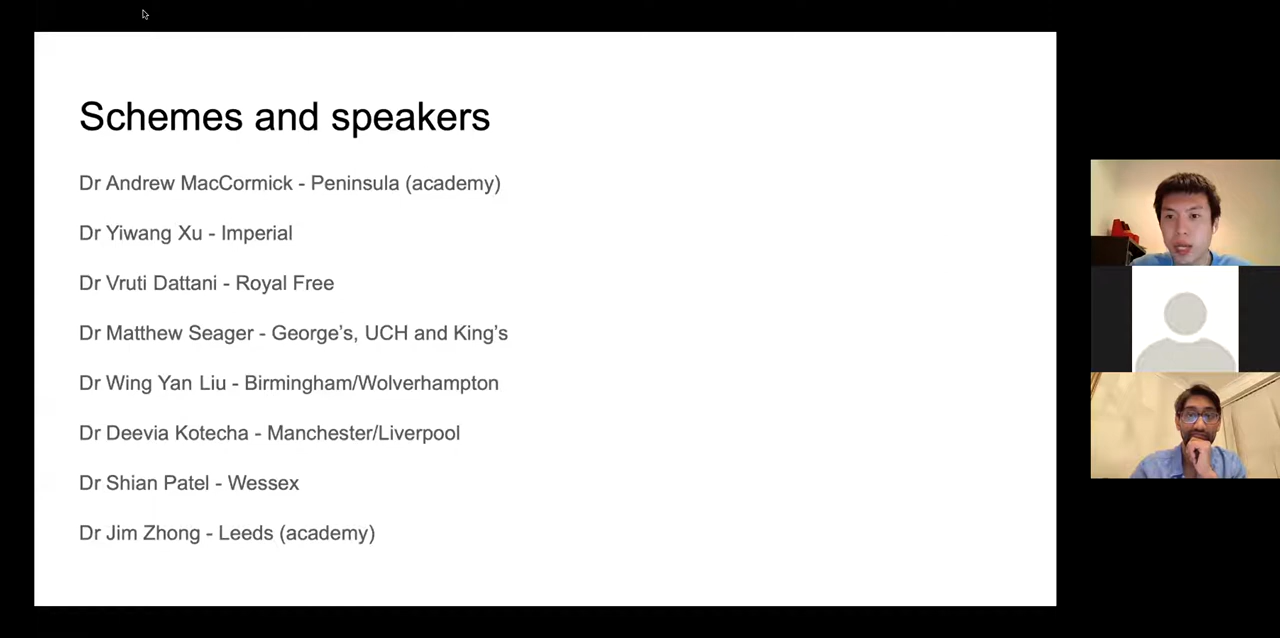 Schemes and speakers
Dr Andrew MacCormick - Peninsula (academy)
Dr Yiwang Xu - Imperial
Dr Vruti Dattani - Royal Free
Dr Matthew Seager - George’s, UCH and King’s
Dr Wing Yan Liu - Birmingham/Wolverhampton
Dr Deevia Kotecha - Manchester/Liverpool
Dr Shian Patel - Wessex
Dr Jim Zhong - Leeds (academy)